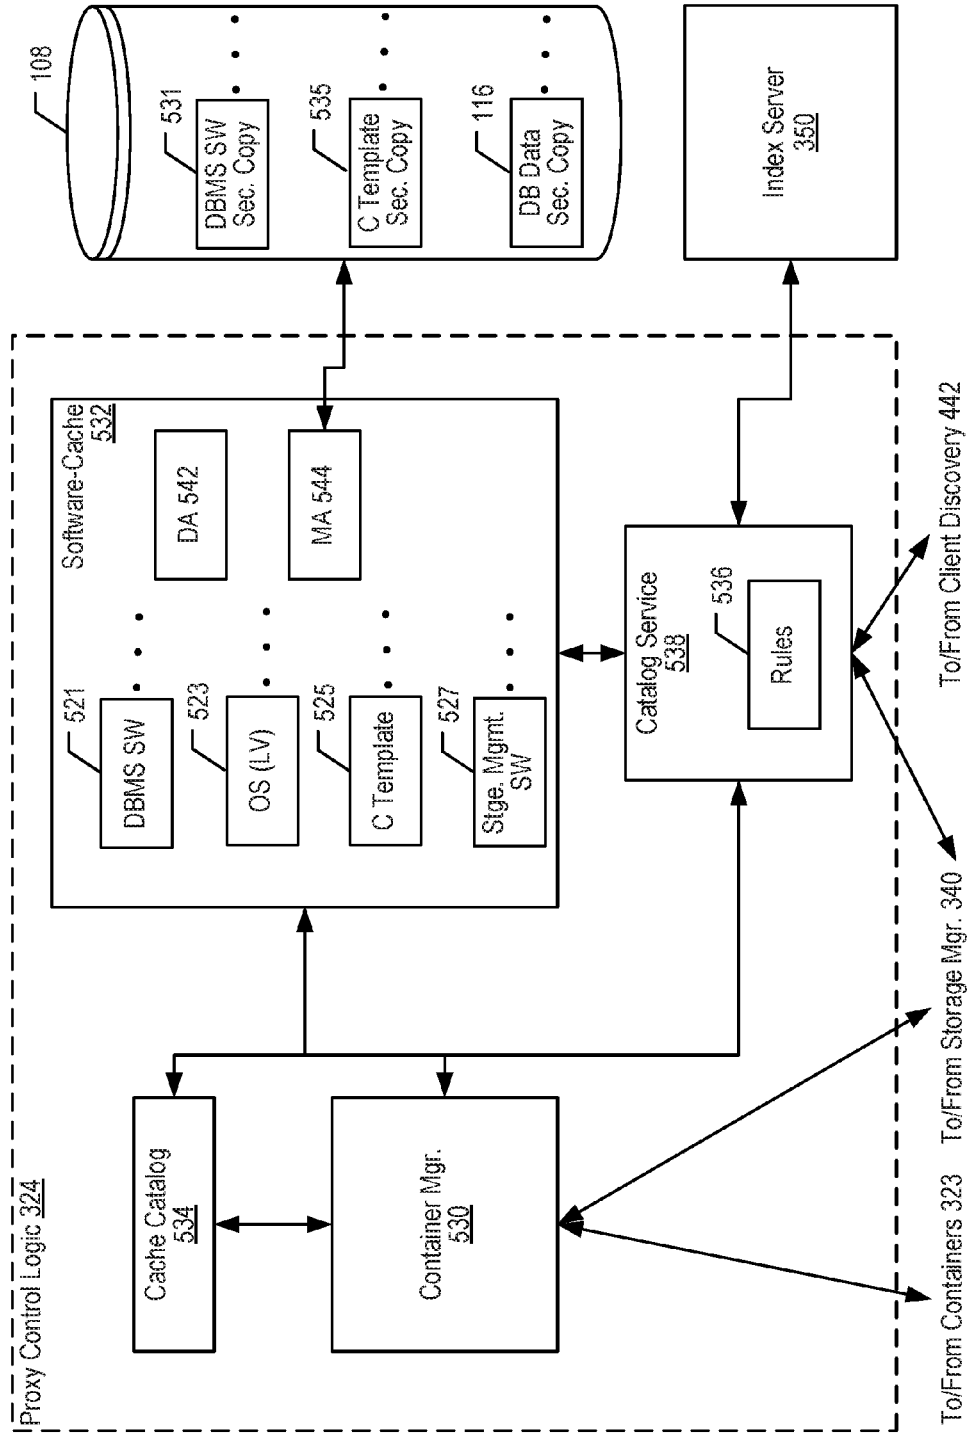 Proxy Control Logic 324
Cache Catalog
534
Container Mgr.
530
Software-Cache
532
521
DBMS SW
523
OS (LV)
525
C Template
527
Stge. Mgmt.
SW
DA 542
MA 544
Catalog Service
538
536
Rules
108
531
DBMS SW
Sec. Copy
535
C Template
Sec. Copy
116
DB Data
Sec. Copy
Index Server
350
To/From Containers 323
To/From Storage Mgr. 340
To/From Client Discovery 442